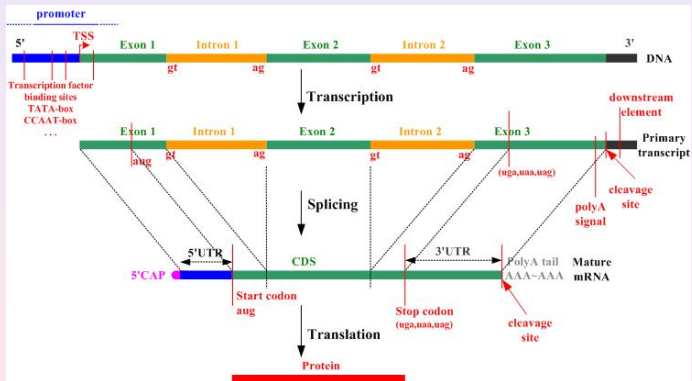 promoter
5'
TSS
Exon 1
Intron 1
Exon 2
Intron 2
Exon 3
3'
gt
ag
gt
ag
DNA
Transcription factor
binding sites
TATA-box
CCAAT-box
...
Transcription
downstream
element
Exon 1
Intron 1
Exon 2
Intron 2
Exon 3
Primary
transcript
aug
gt
ag
gt
ag
(uga,uaa,uag)
polyA
signal
cleavage
site
Splicing
5'UTR
CDS
3'UTR
PolyA tail
AAA~AAA
Mature
mRNA
5'CAP
Start codon
aug
Stop codon
(uga,uaa,uag)
cleavage
site
Translation
Protein